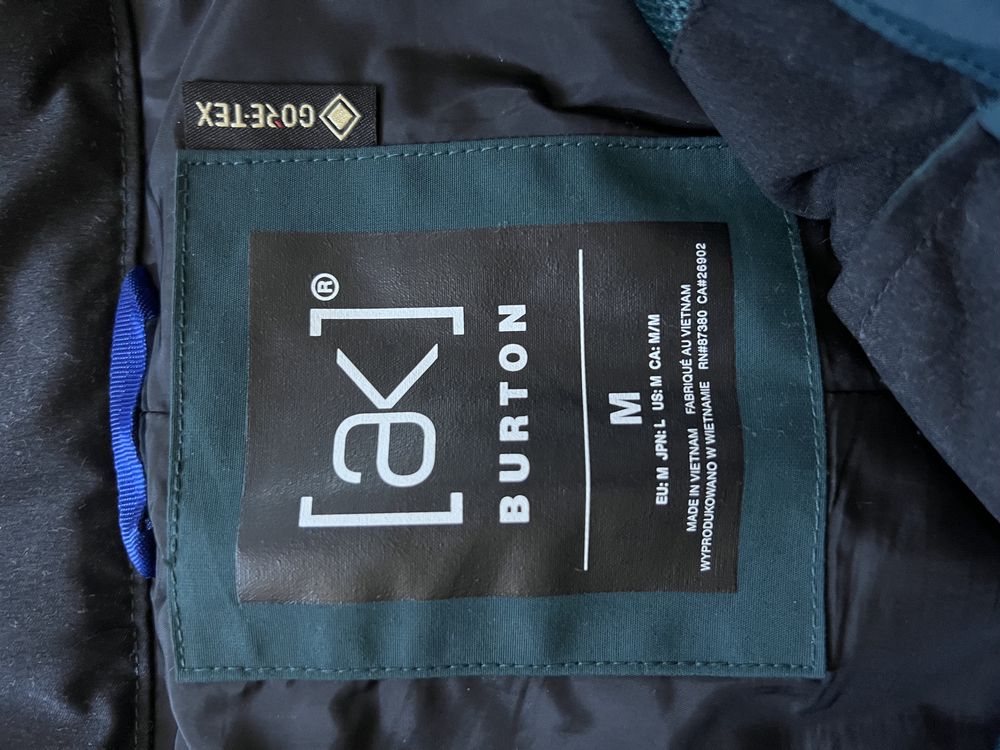 GORE-TEX
[ak]®
BURTON
M
EU: M JPN: L US: M CA: M/M
MADE IN VIETNAM FABRIQUÉ AU VIETNAM
WYPRODUKOWANO W WIETNAMIE RN#87380 CA#26902